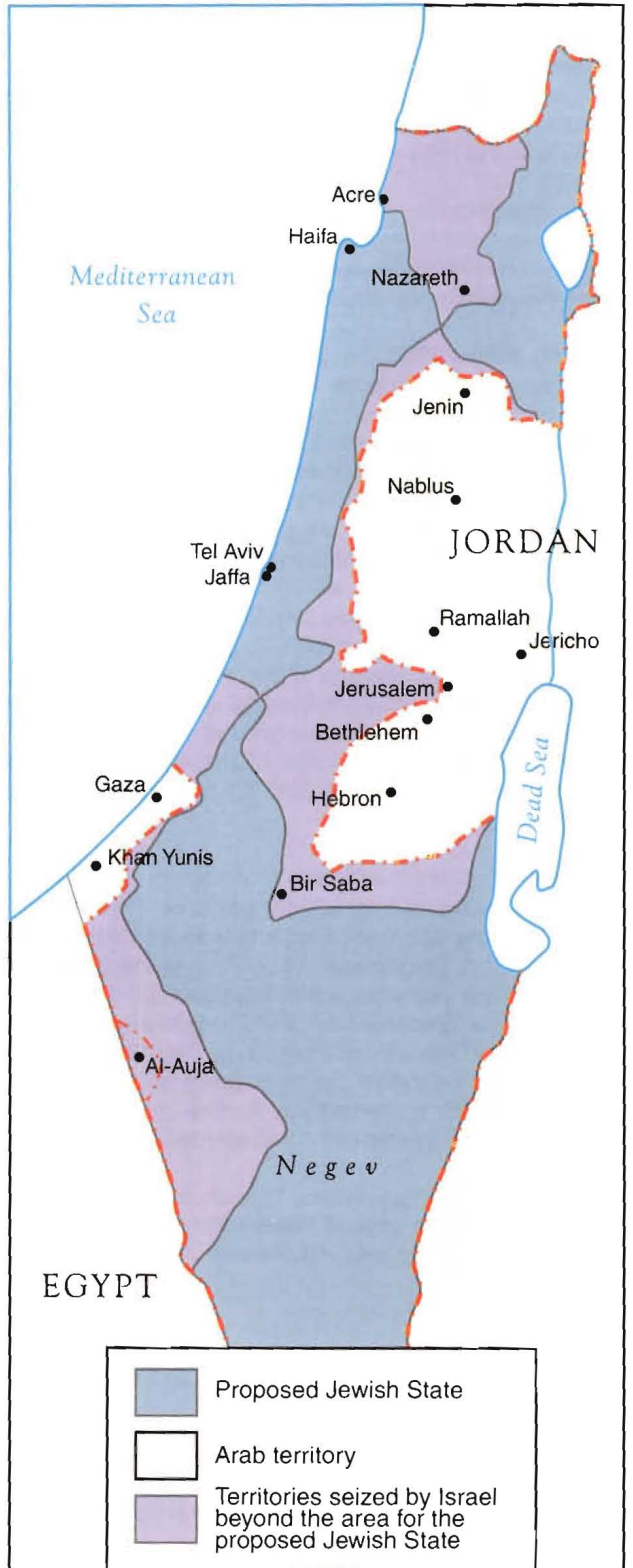 Acre
Haifa
Mediterranean
Sea
Nazareth
Jenin
Nablus
JORDAN
Tel Aviv
Jaffa
Ramallah
Jericho
Jerusalem
Bethlehem
Gaza
Hebron
Dead Sea
Khan Yunis
Bir Saba
Al-Auja
Negev
EGYPT
Proposed Jewish State
Arab territory
Territories seized by Israel
beyond the area for the
proposed Jewish State